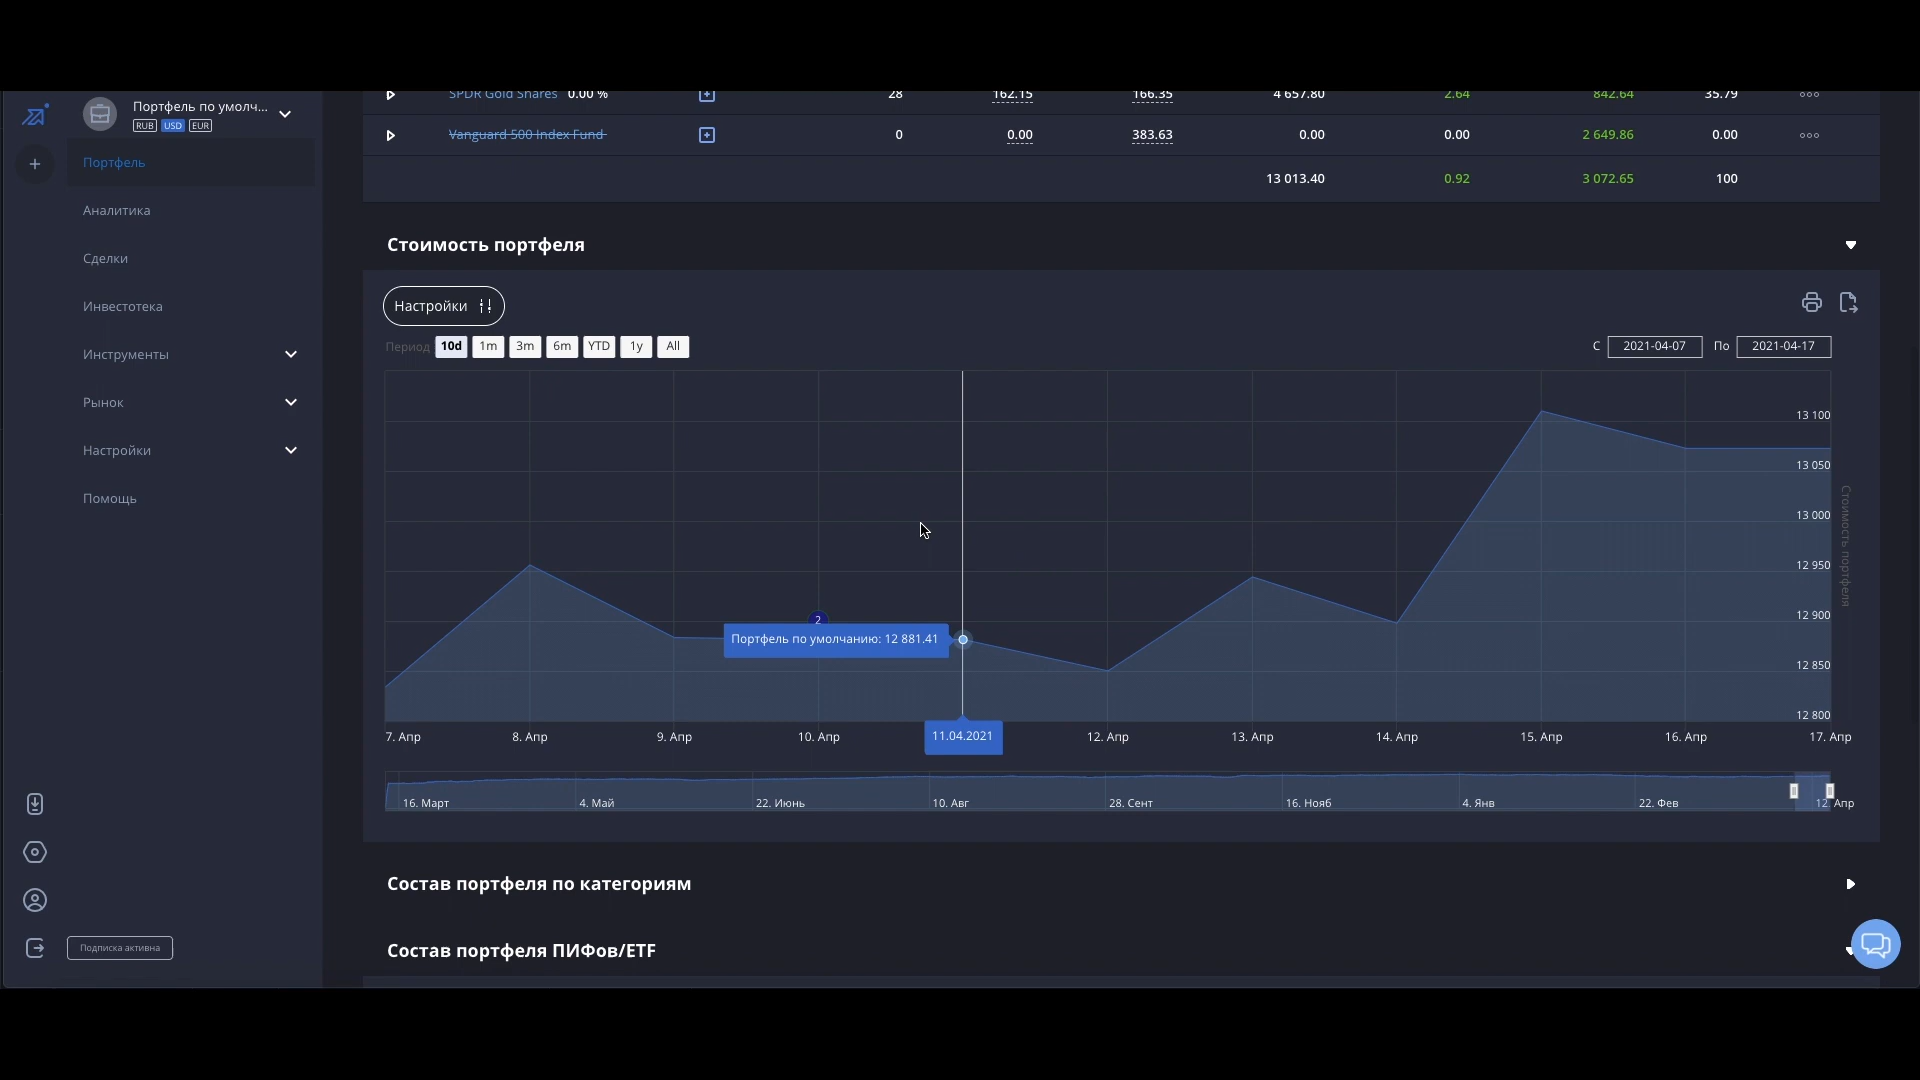 Портфель по умолч...
RUB USD EUR
Портфель
Аналитика
Сделки
Инвестотека
Инструменты
Рынок
Настройки
Помощь
Подписка активна
SPDR Gold Shares 0.00 % 28 162.15 166.35 4 657.80 2.64 842.64 35.79
Vanguard 500 Index Fund 0 0.00 383.63 0.00 0.00 2 649.86 0.00
13 013.40 0.92 3 072.65 100
Стоимость портфеля
Настройки
Период 10d 1m 3m 6m YTD 1y All
С 2021-04-07 По 2021-04-17
13 100
13 050
13 000
12 950
12 900
12 850
12 800
Стоимость портфеля
2
Портфель по умолчанию: 12 881.41
7. Апр 8. Апр 9. Апр 10. Апр 11.04.2021 12. Апр 13. Апр 14. Апр 15. Апр 16. Апр 17. Апр
16. Март 4. Май 22. Июнь 10. Авг 28. Сент 16. Нояб 4. Янв 22. Фев 12. Апр
Состав портфеля по категориям
Состав портфеля ПИФов/ETF